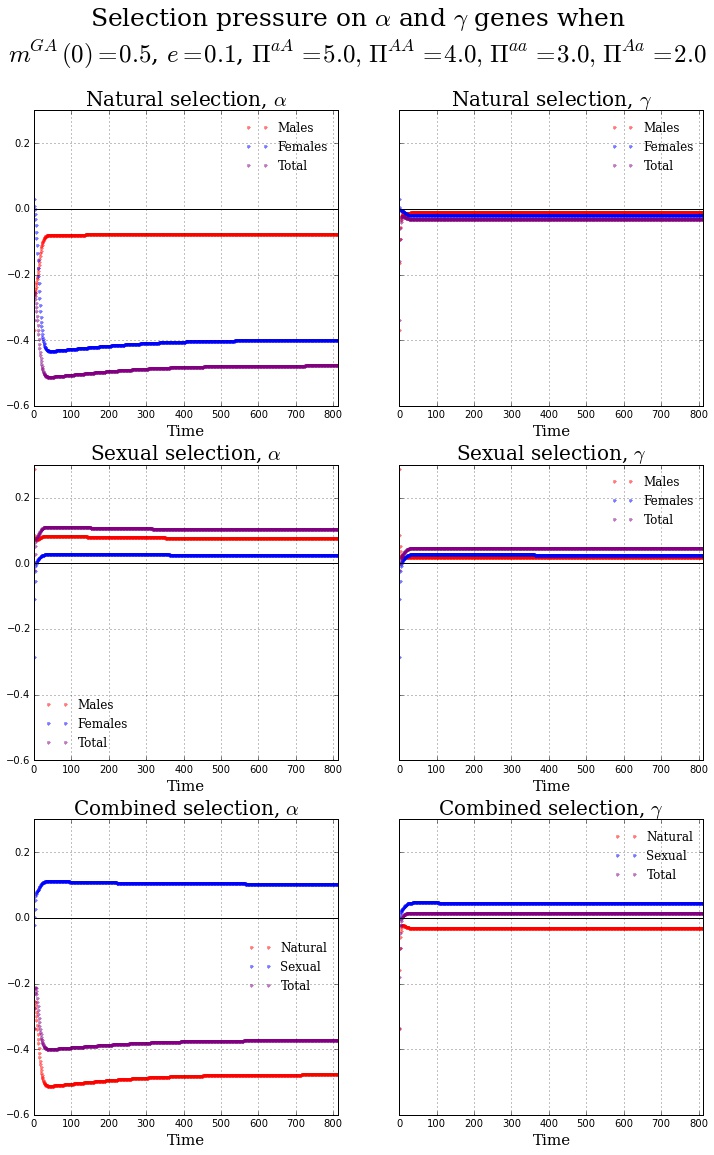 Selection pressure on α and γ genes when
m^{GA}(0)=0.5, e=0.1, Π^{aA}=5.0, Π^{AA}=4.0, Π^{aa}=3.0, Π^{Aa}=2.0
Natural selection, α
Natural selection, γ
0.2
0.0
−0.2
−0.4
−0.6
Males
Females
Total
Males
Females
Total
0 100 200 300 400 500 600 700 800
0 100 200 300 400 500 600 700 800
Time
Time
Sexual selection, α
Sexual selection, γ
0.2
0.0
−0.2
−0.4
−0.6
Males
Females
Total
Males
Females
Total
0 100 200 300 400 500 600 700 800
0 100 200 300 400 500 600 700 800
Time
Time
Combined selection, α
Combined selection, γ
0.2
0.0
−0.2
−0.4
−0.6
Natural
Sexual
Total
Natural
Sexual
Total
0 100 200 300 400 500 600 700 800
0 100 200 300 400 500 600 700 800
Time
Time